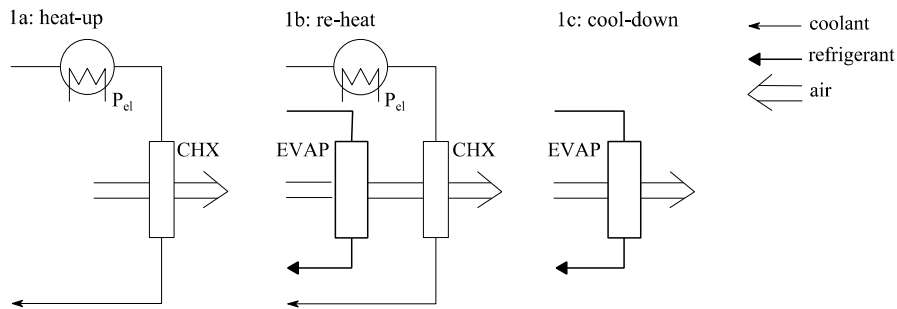 1a: heat-up
1b: re-heat
1c: cool-down
coolant
refrigerant
air
P_el
P_el
CHX
EVAP
CHX
EVAP